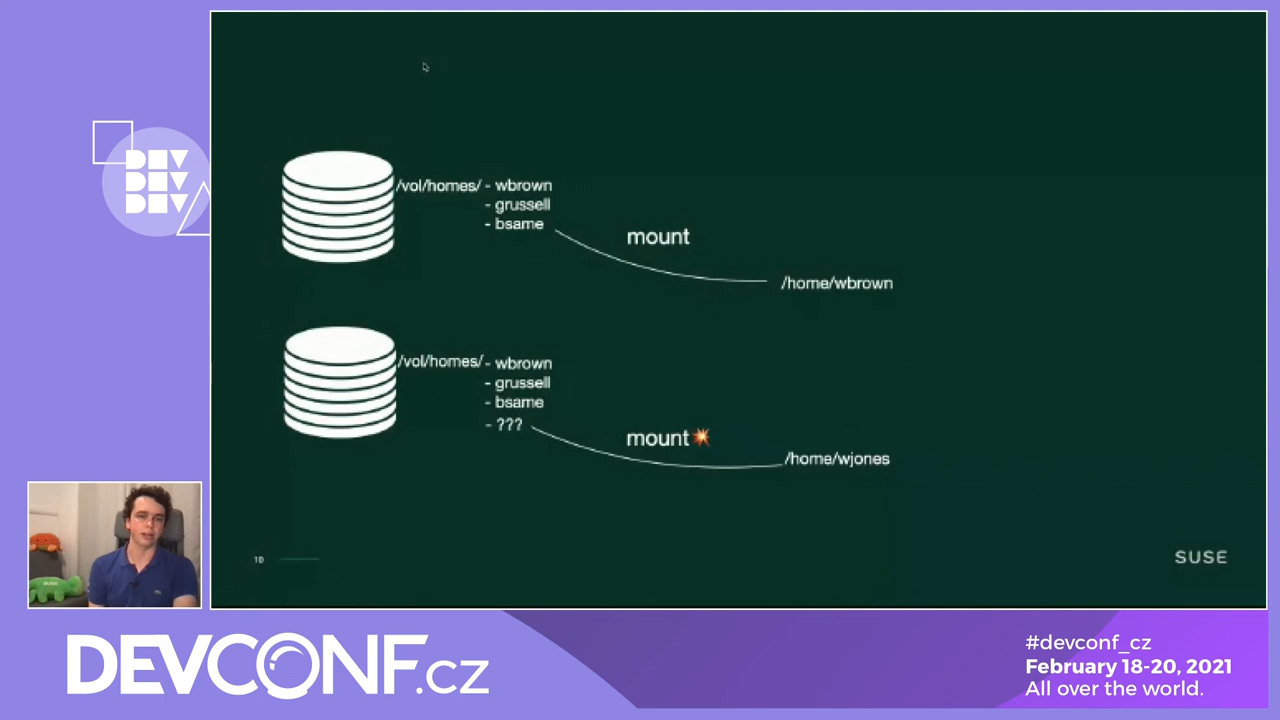 DEV
DEV
DEV
/vol/homes/ - wbrown
- grussell
- bsame
mount
/home/wbrown
/vol/homes/ - wbrown
- grussell
- bsame
- ???
mount
/home/wjones
10
SUSE
SUSE
DEVCONF.cz
#devconf_cz
February 18-20, 2021
All over the world.